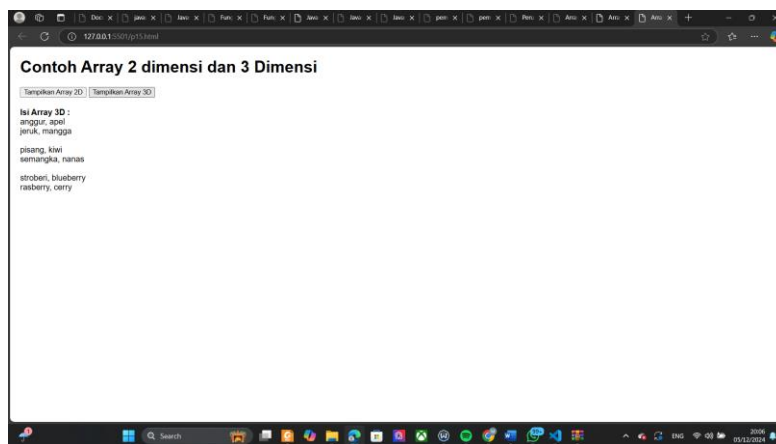 127.0.0.1:5501/p15.html
Contoh Array 2 dimensi dan 3 Dimensi
Tampilkan Array 2D Tampilkan Array 3D
Isi Array 3D :
anggur, apel
jeruk, mangga
pisang, kiwi
semangka, nanas
stroberi, blueberry
rasberry, cerry
Search
ENG
20:06
05/12/2024